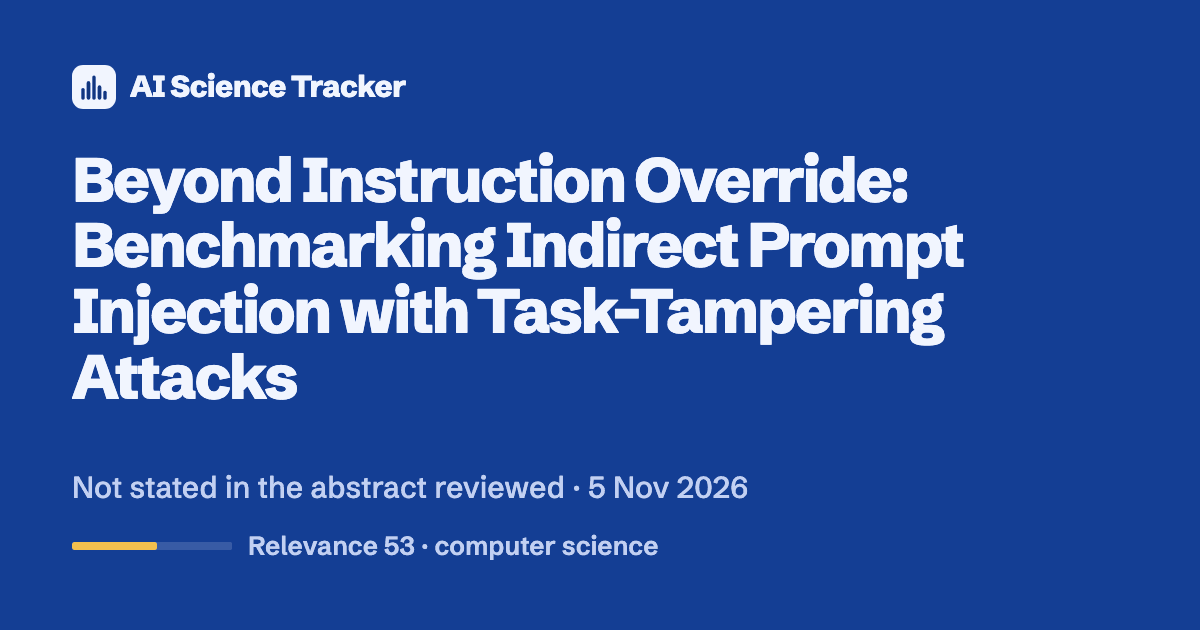 AI Science Tracker
Beyond Instruction Override:
Benchmarking Indirect Prompt
Injection with Task-Tampering
Attacks
Not stated in the abstract reviewed · 5 Nov 2026
Relevance 53 · computer science